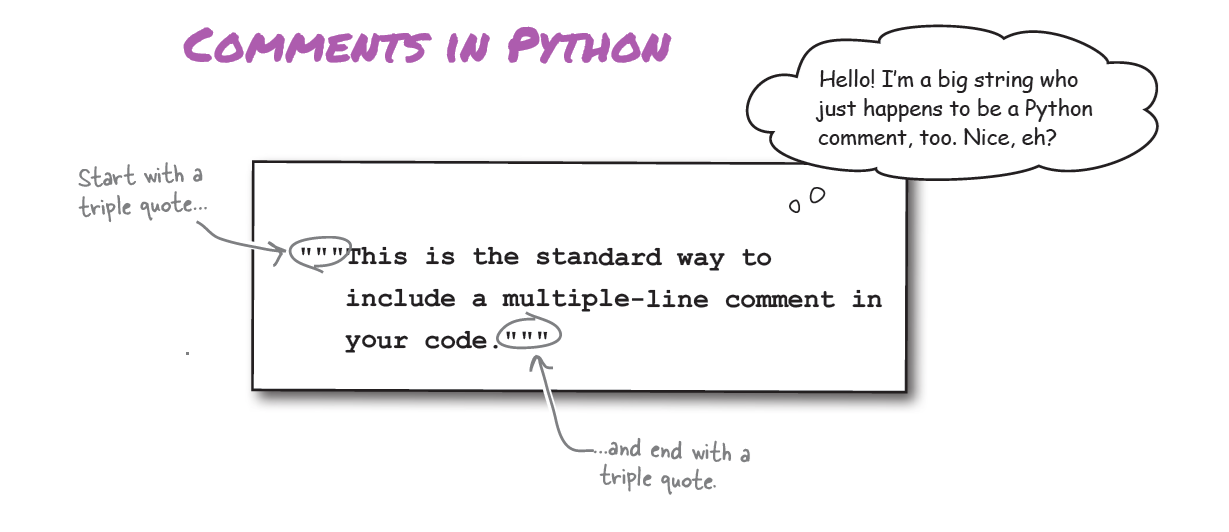 Comments in Python
Hello! I'm a big string who
just happens to be a Python
comment, too. Nice, eh?
Start with a
triple quote...
"""This is the standard way to
include a multiple-line comment in
your code."""
...and end with a
triple quote.